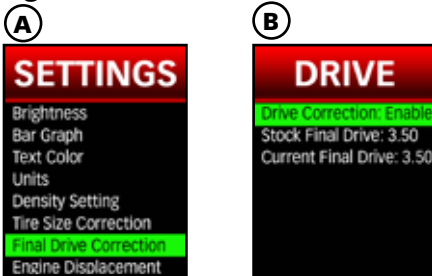 A
B
SETTINGS
Brightness
Bar Graph
Text Color
Units
Density Setting
Tire Size Correction
Final Drive Correction
Engine Displacement
DRIVE
Drive Correction: Enable
Stock Final Drive: 3.50
Current Final Drive: 3.50